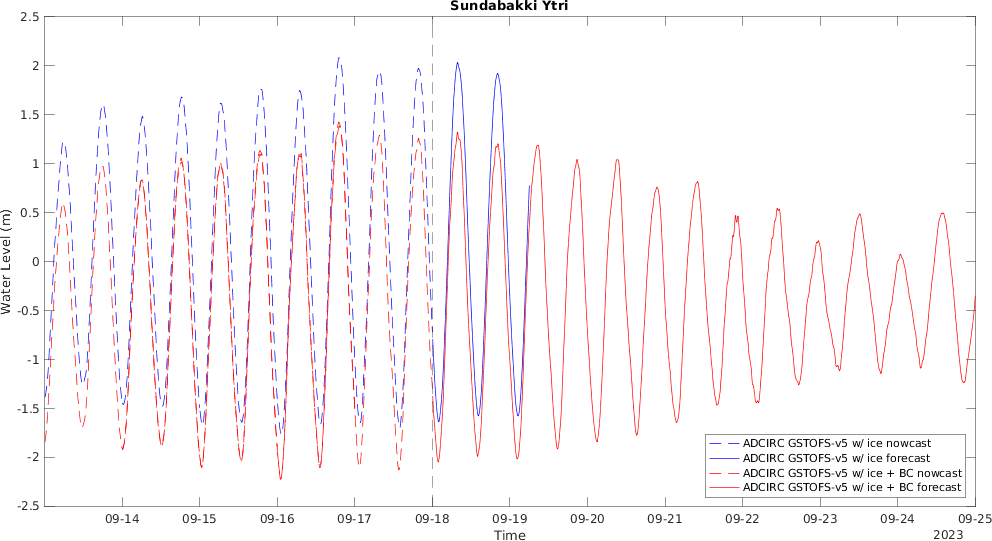 Sundabakki Ytri
2.5
2
1.5
1
0.5
0
-0.5
-1
-1.5
-2
-2.5
Water Level (m)
09-14 09-15 09-16 09-17 09-18 09-19 09-20 09-21 09-22 09-23 09-24 09-25
Time
2023
ADCIRC GSTOFS-v5 w/ ice nowcast
ADCIRC GSTOFS-v5 w/ ice forecast
ADCIRC GSTOFS-v5 w/ ice + BC nowcast
ADCIRC GSTOFS-v5 w/ ice + BC forecast